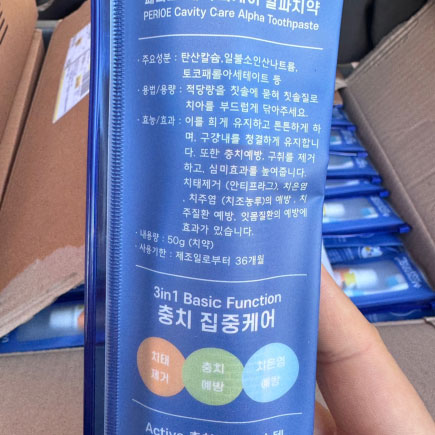 알파치약
PERIOE Cavity Care Alpha Toothpaste
· 주요성분 : 탄산칼슘, 일불소인산나트륨,
토코페롤아세테이트 등
· 용법/용량 : 적당량을 칫솔에 묻혀 칫솔질로
치아를 부드럽게 닦아주세요.
· 효능/효과 : 이를 희게 유지하고 튼튼하게 하
며, 구강내를 청결하게 유지합니
다. 또한 충치예방, 구취를 제거
하고, 심미효과를 높여줍니다.
치태제거 (안티프라그), 치은염
, 치주염 (치조농루)의 예방, 치
주질환 예방, 잇몸질환의 예방에
효과가 있습니다.
· 내용량 : 50g (치약)
· 사용기한 : 제조일로부터 36개월
3in1 Basic Function
충치 집중케어
치태
제거
충치
예방
치은염
예방
Active